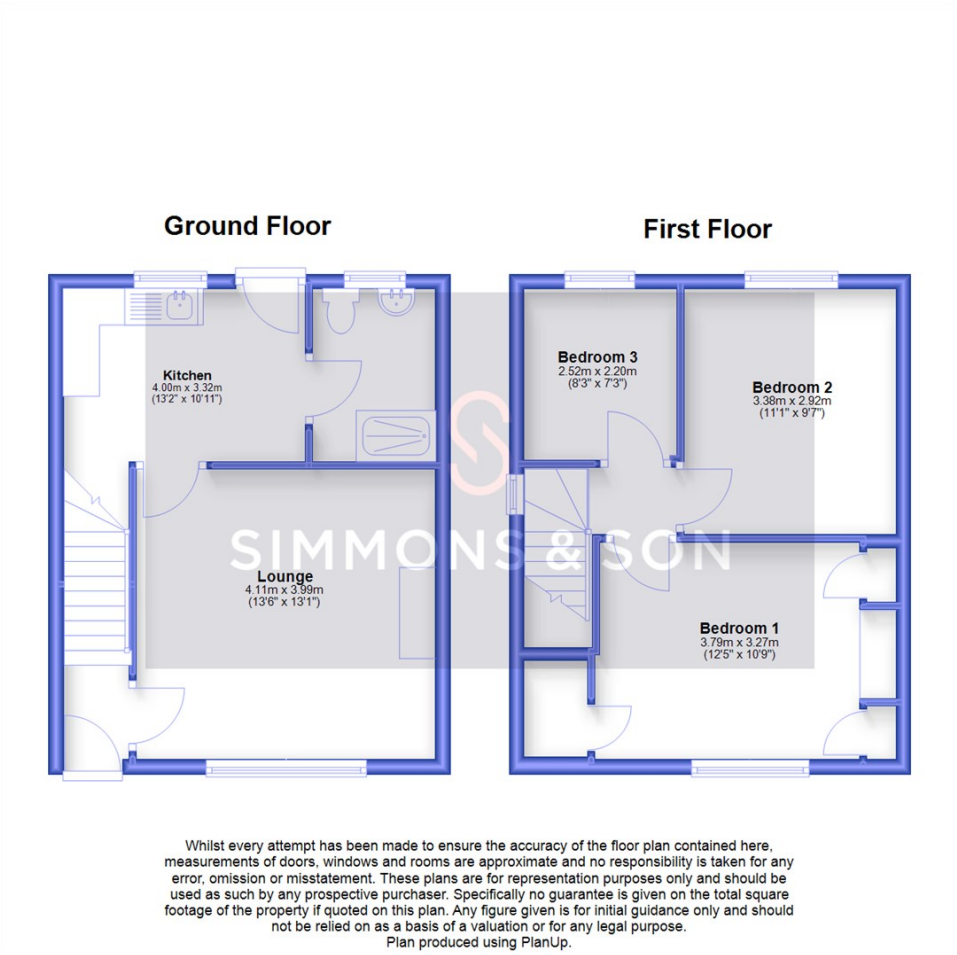 Ground Floor
First Floor
Kitchen
4.00m x 3.32m
(13'2" x 10'11")
Bedroom 3
2.52m x 2.20m
(8'3" x 7'3")
Bedroom 2
3.38m x 2.92m
(11'1" x 9'7")
SIMMONS & SON
Lounge
4.11m x 3.99m
(13'6" x 13'1")
Bedroom 1
3.79m x 3.27m
(12'5" x 10'9")
Whilst every attempt has been made to ensure the accuracy of the floor plan contained here,
measurements of doors, windows and rooms are approximate and no responsibility is taken for any
error, omission or misstatement. These plans are for representation purposes only and should be
used as such by any prospective purchaser. Specifically no guarantee is given on the total square
footage of the property if quoted on this plan. Any figure given is for initial guidance only and should
not be relied on as a basis of a valuation or for any legal purpose.
Plan produced using PlanUp.